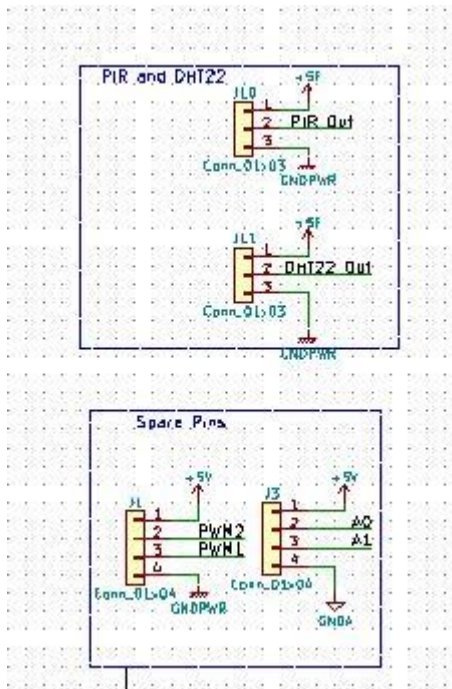 PIR and DHT22
+5F
J10
1
2 PIR Out
3
Conn_01x03
GNDPWR
+5F
J11
1
2 DHT22 Out
3
Conn_01x03
GNDPWR
Spare Pins
+5V
J1
1
2 PWM2
3 PWM1
4
Conn_01x04
GNDPWR
+5V
J3
1
2 A0
3 A1
4
Conn_01x04
GNDA